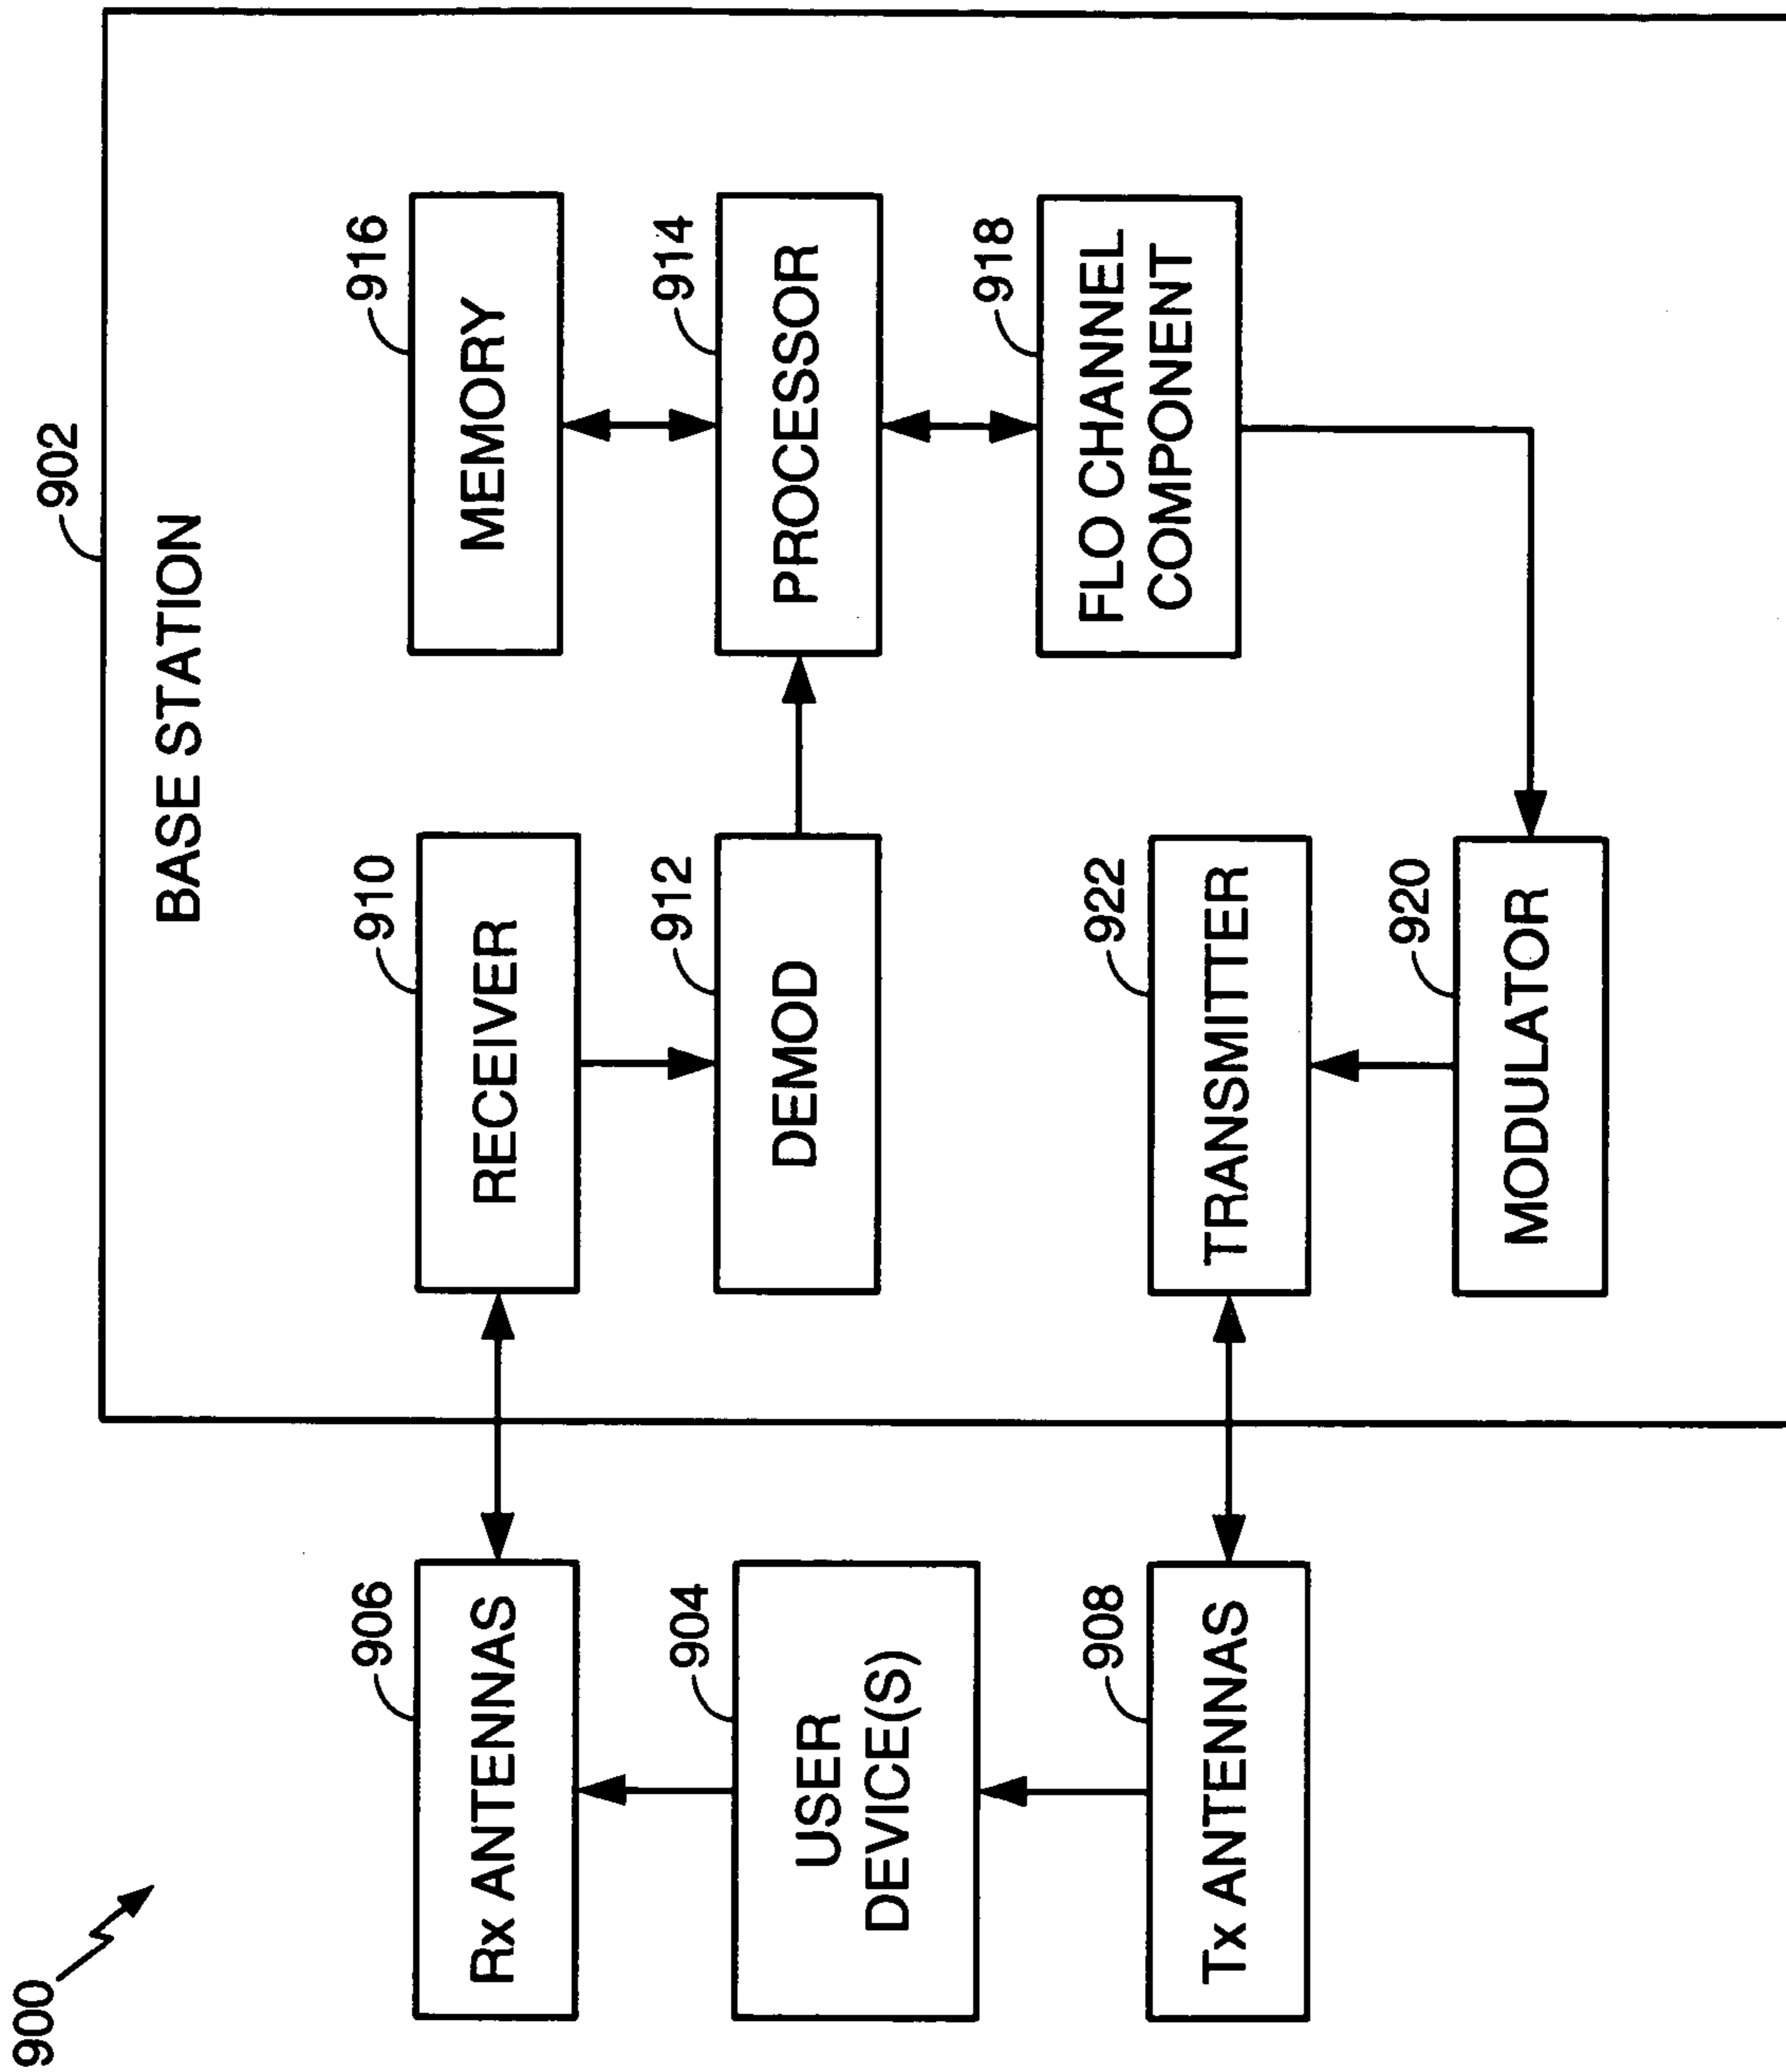 900
902
BASE STATION
906
Rx ANTENNAS
910
RECEIVER
916
MEMORY
904
USER
DEVICE(S)
912
DEMOD
914
PROCESSOR
908
Tx ANTENNAS
922
TRANSMITTER
918
FLO CHANNEL
COMPONENT
920
MODULATOR